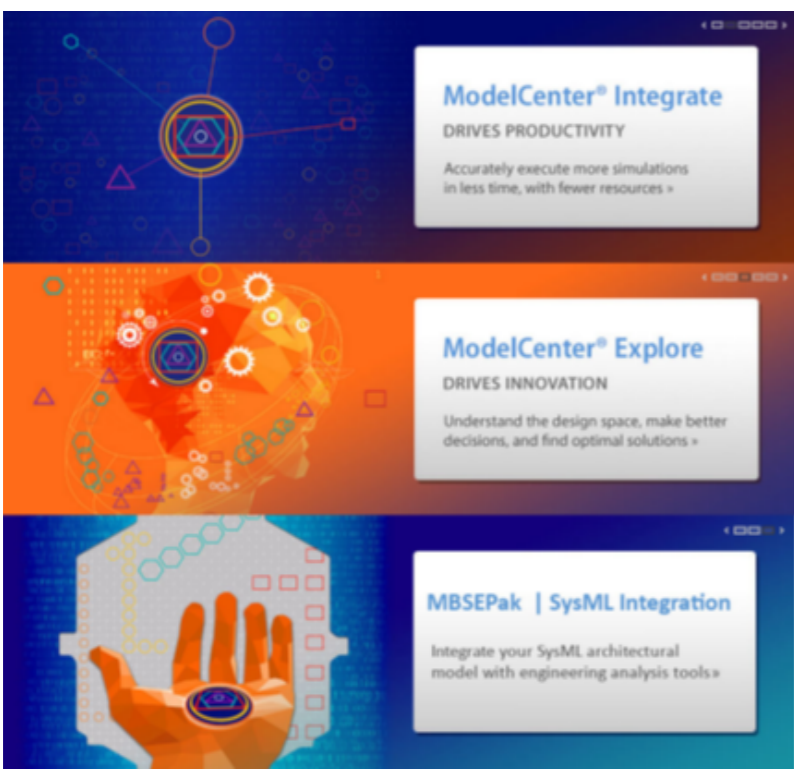 ModelCenter® Integrate
DRIVES PRODUCTIVITY
Accurately execute more simulations
in less time, with fewer resources »
ModelCenter® Explore
DRIVES INNOVATION
Understand the design space, make better
decisions, and find optimal solutions »
MBSEPak | SysML Integration
Integrate your SysML architectural
model with engineering analysis tools»